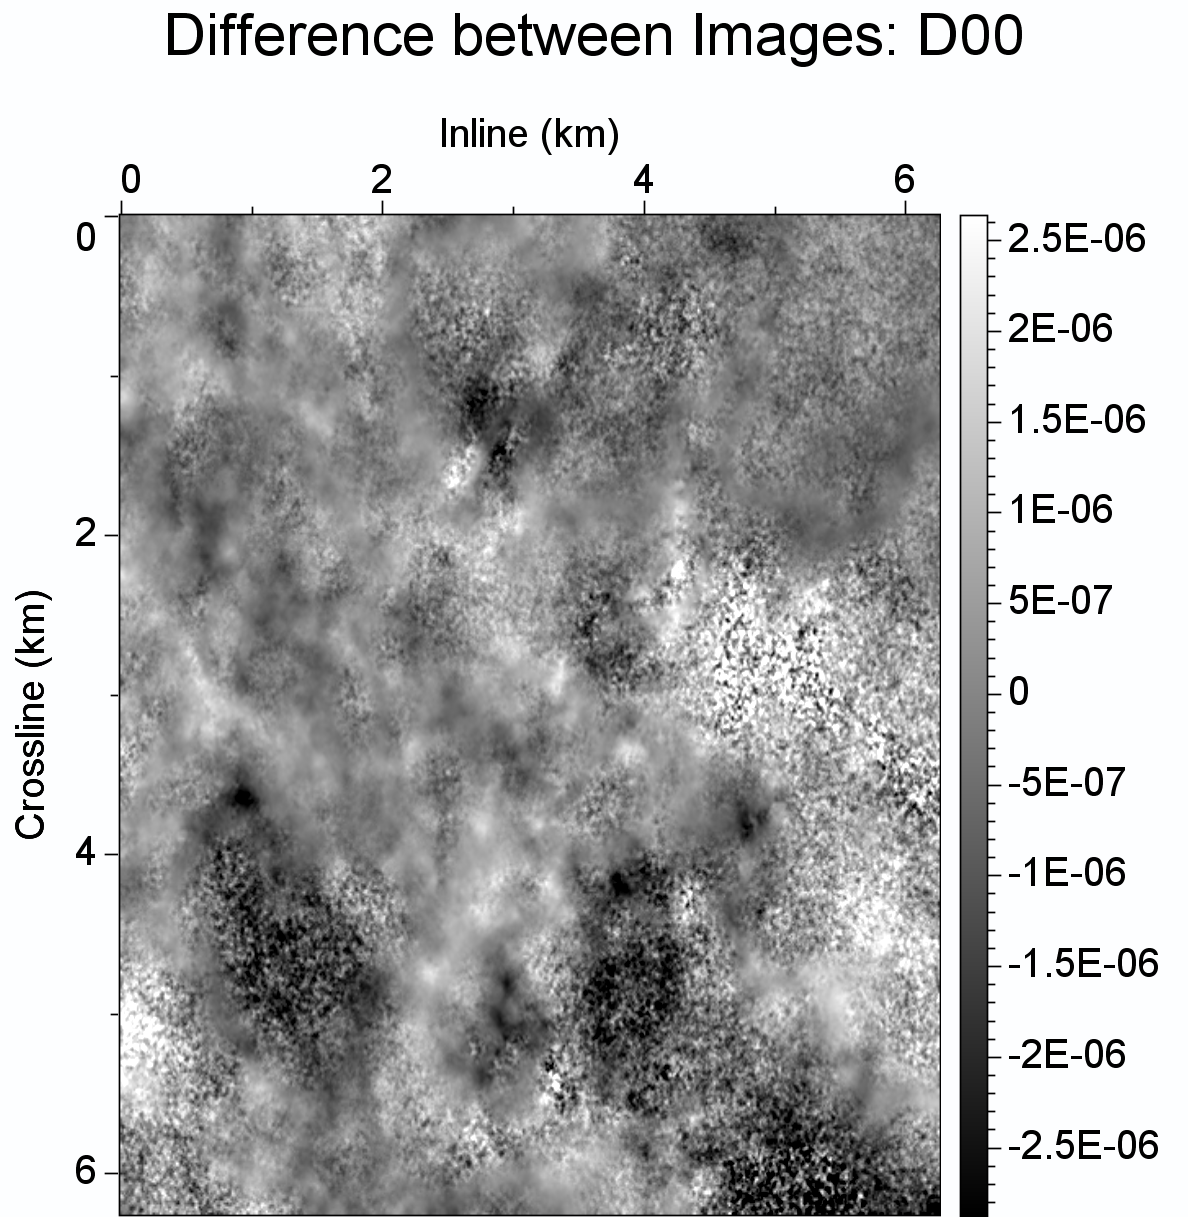 Difference between Images: D00
Inline (km)
0 2 4 6
Crossline (km)
0
2
4
6
2.5E-06
2E-06
1.5E-06
1E-06
5E-07
0
-5E-07
-1E-06
-1.5E-06
-2E-06
-2.5E-06